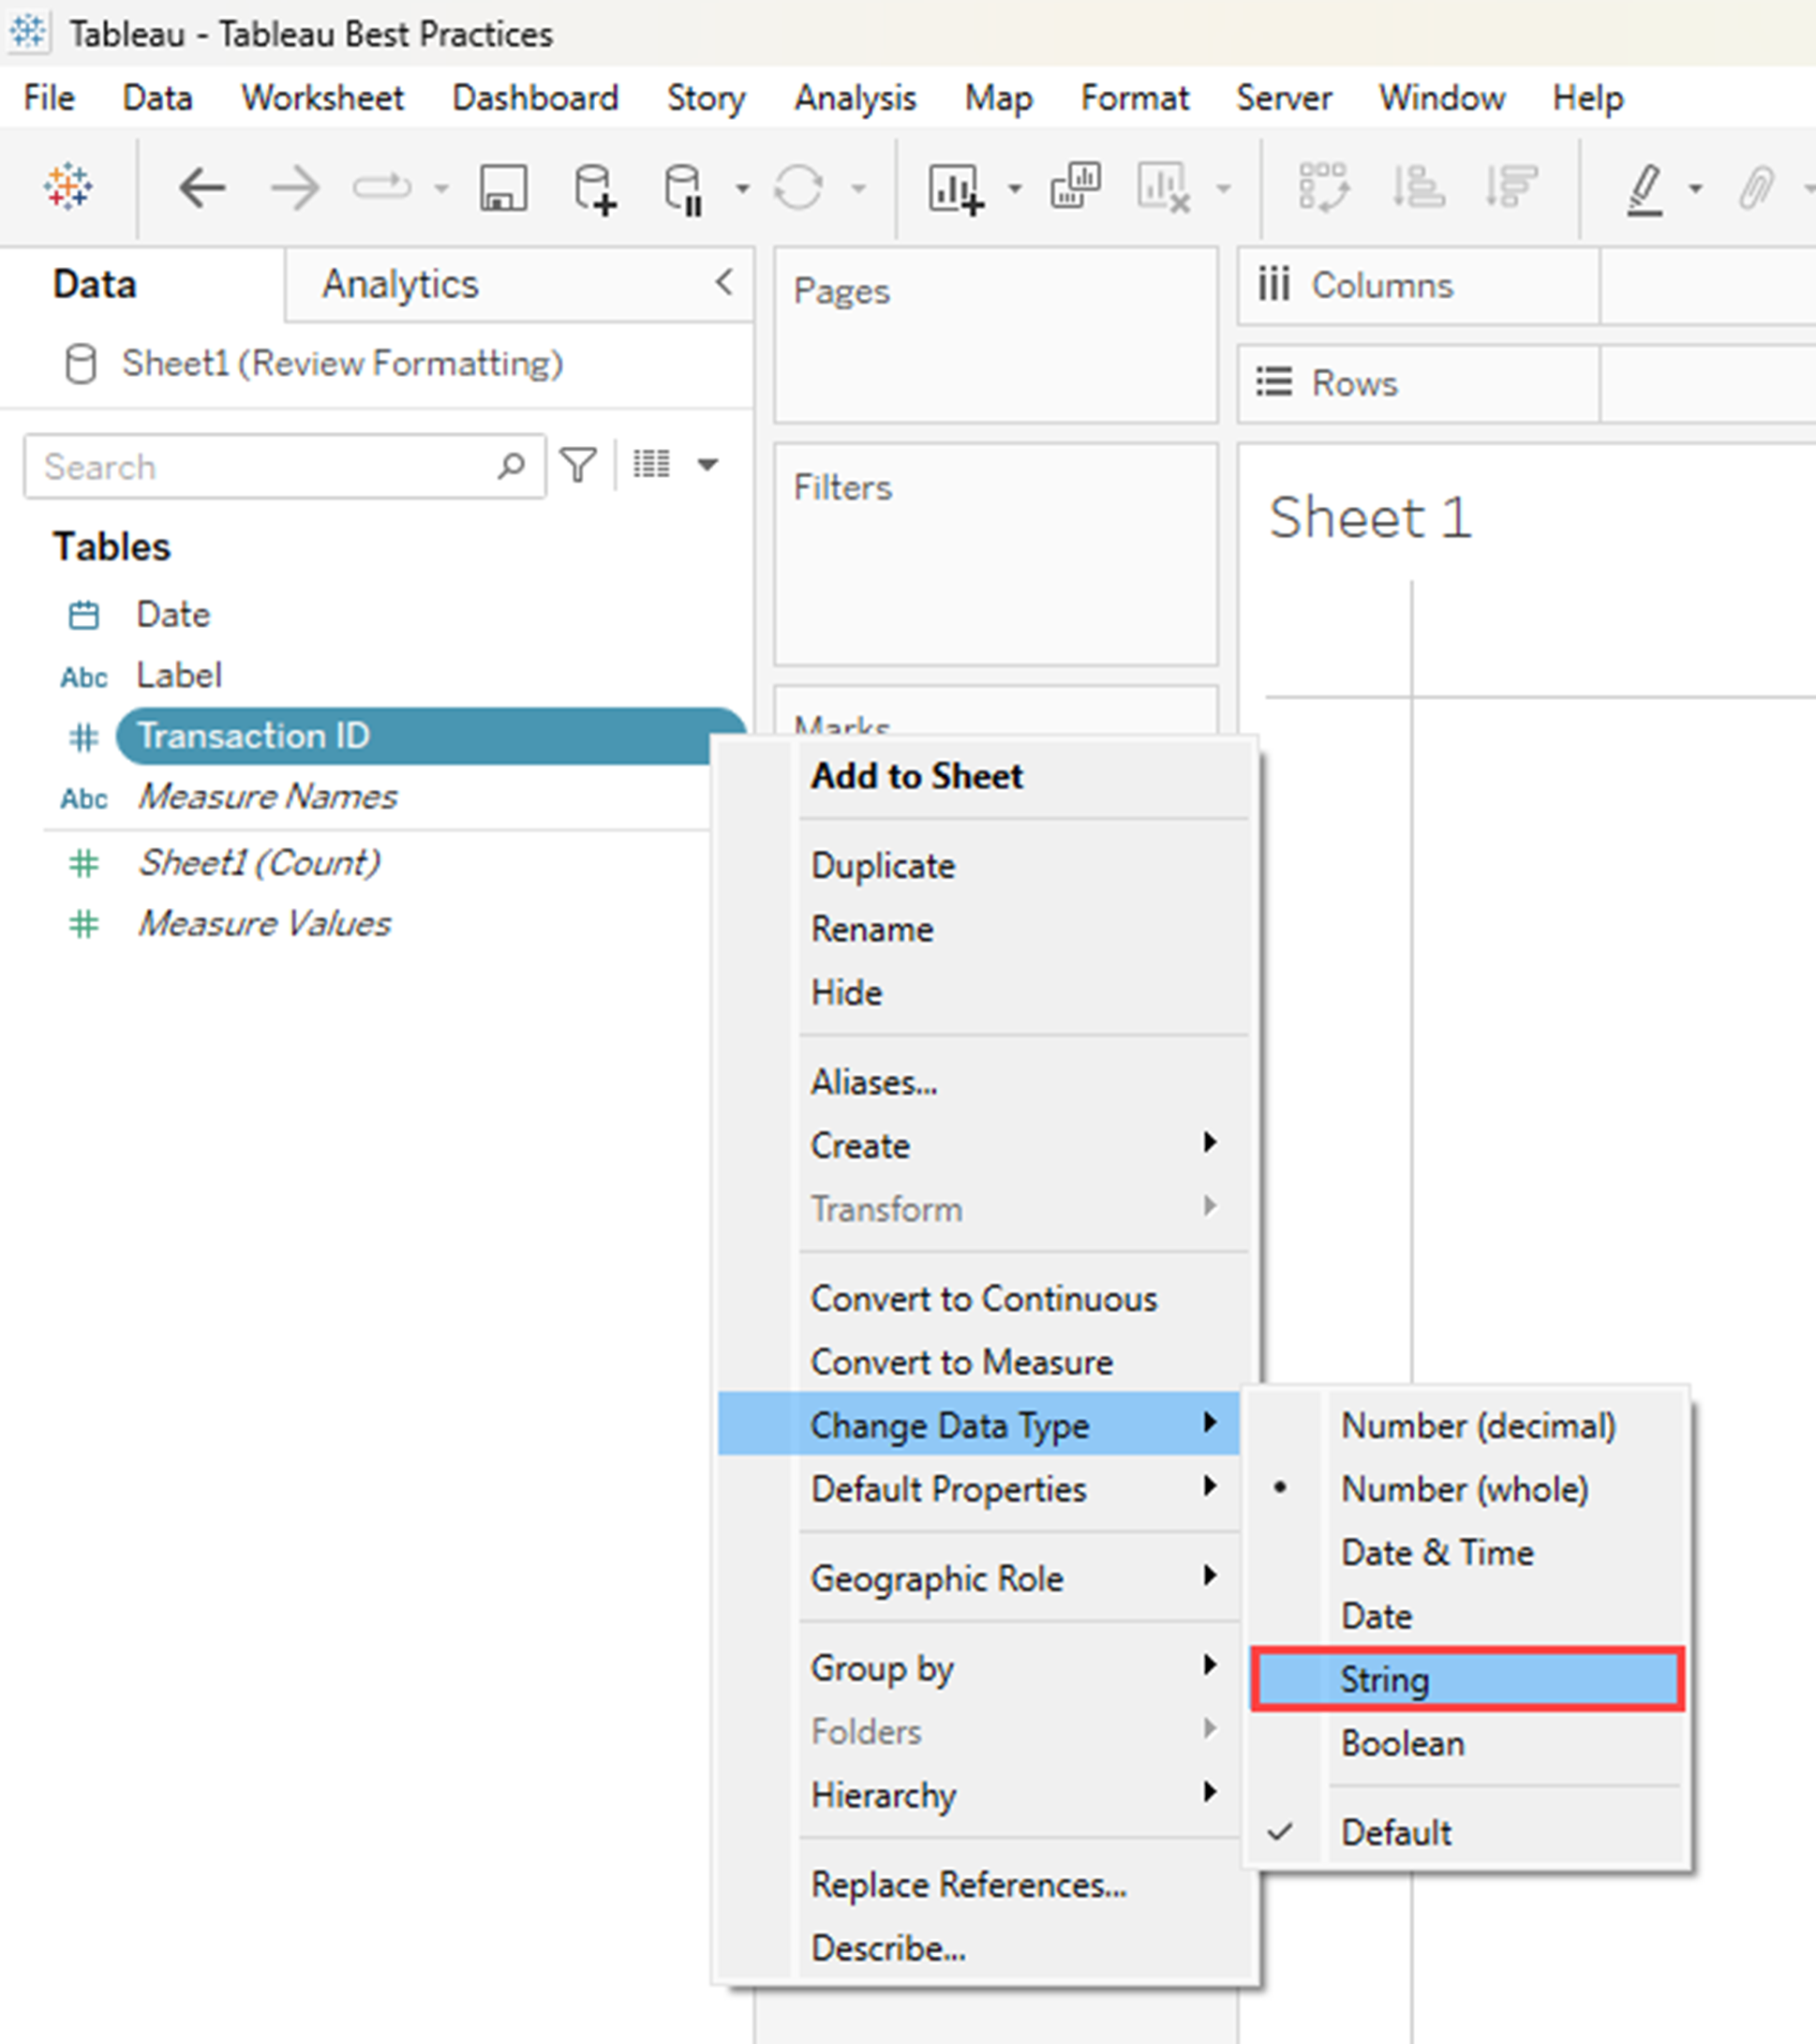 Tableau - Tableau Best Practices
File Data Worksheet Dashboard Story Analysis Map Format Server Window Help
Data Analytics
Sheet1 (Review Formatting)
Search
Tables
Date
Abc Label
Transaction ID
Abc Measure Names
Sheet1 (Count)
Measure Values
Pages
Filters
Marks
Columns
Rows
Sheet 1
Add to Sheet
Duplicate
Rename
Hide
Aliases...
Create
Transform
Convert to Continuous
Convert to Measure
Change Data Type
Default Properties
Geographic Role
Group by
Folders
Hierarchy
Replace References...
Describe...
Number (decimal)
Number (whole)
Date & Time
Date
String
Boolean
Default